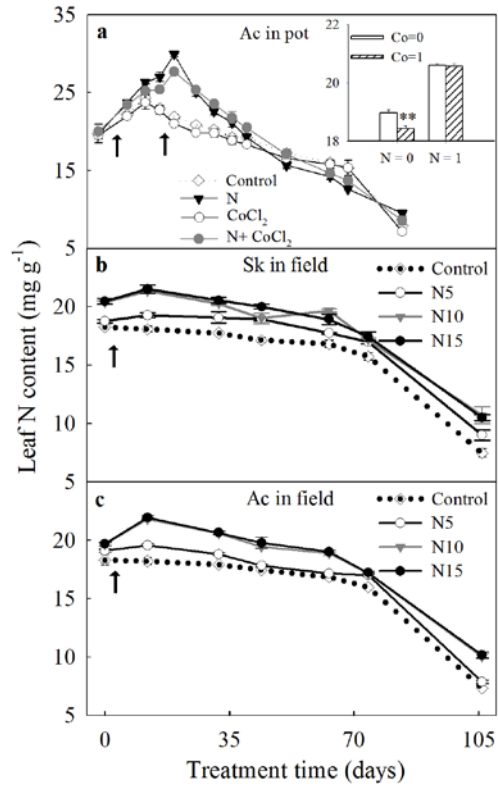 a
Ac in pot
35
25
15
5
22
20
18
Co=0
Co=1
**
N = 0
N = 1
Control
N
CoCl₂
N+ CoCl₂
b
Sk in field
20
15
10
5
Control
N5
N10
N15
c
Ac in field
20
15
10
5
Control
N5
N10
N15
Leaf N content (mg g⁻¹)
0
35
70
105
Treatment time (days)